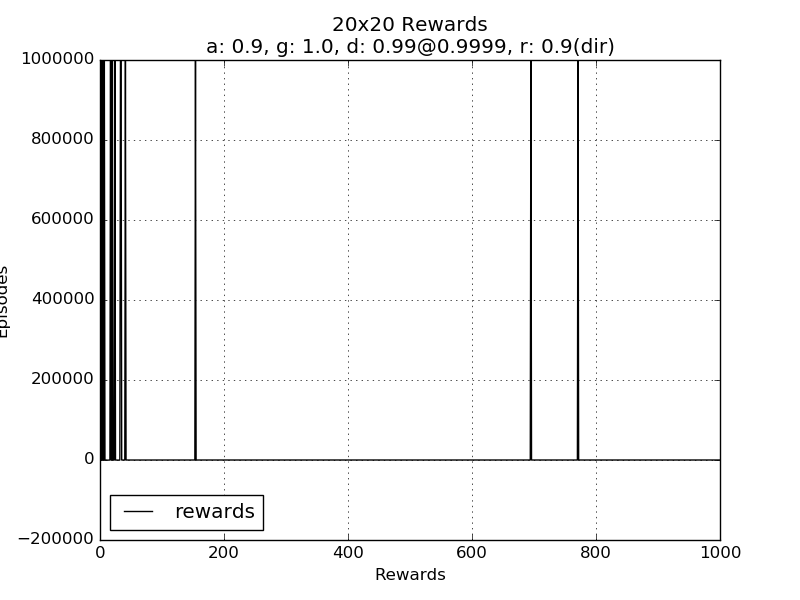 20x20 Rewards
a: 0.9, g: 1.0, d: 0.99@0.9999, r: 0.9(dir)
1000000
800000
600000
400000
200000
0
−200000
Episodes
rewards
0 200 400 600 800 1000
Rewards